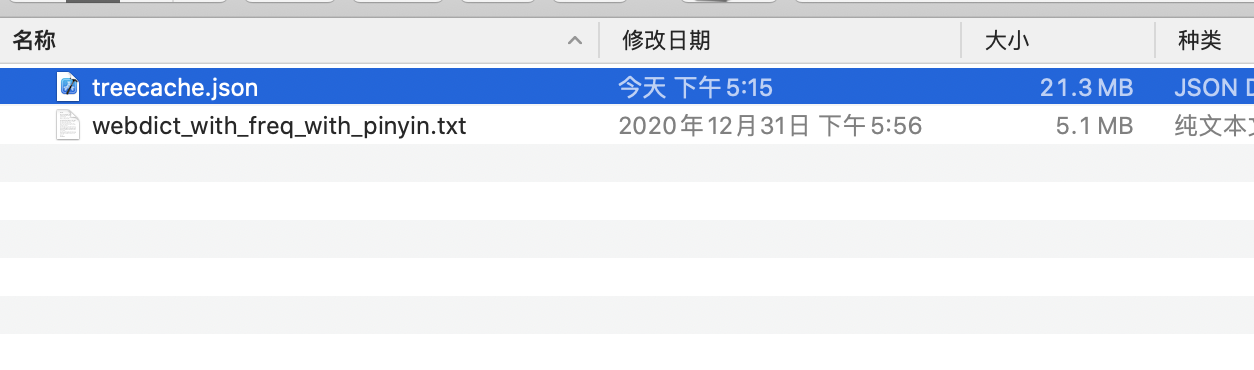 名称 修改日期 大小 种类
treecache.json 今天 下午5:15 21.3 MB JSON
webdict_with_freq_with_pinyin.txt 2020年12月31日 下午5:56 5.1 MB 纯文本